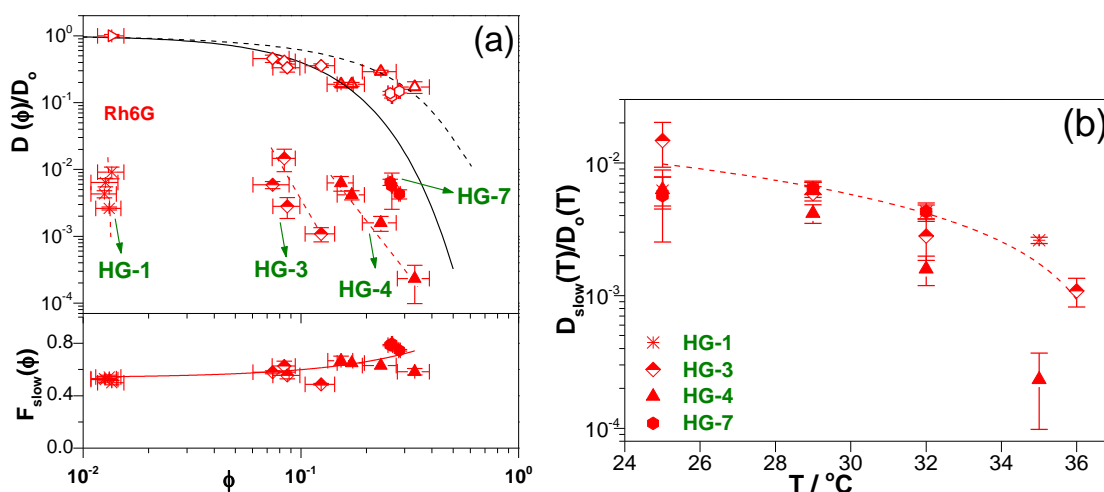 (a)
D (ϕ)/Dₒ
10⁰
10⁻¹
10⁻²
10⁻³
10⁻⁴
Rh6G
HG-1
HG-3
HG-4
HG-7
F_slow(ϕ)
0.8
0.4
0.0
10⁻² 10⁻¹ 10⁰
ϕ
(b)
D_slow(T)/Dₒ(T)
10⁻²
10⁻³
10⁻⁴
HG-1
HG-3
HG-4
HG-7
24 26 28 30 32 34 36
T / °C